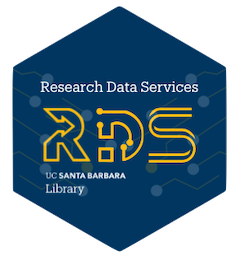 Research Data Services
RDS
UC SANTA BARBARA
Library